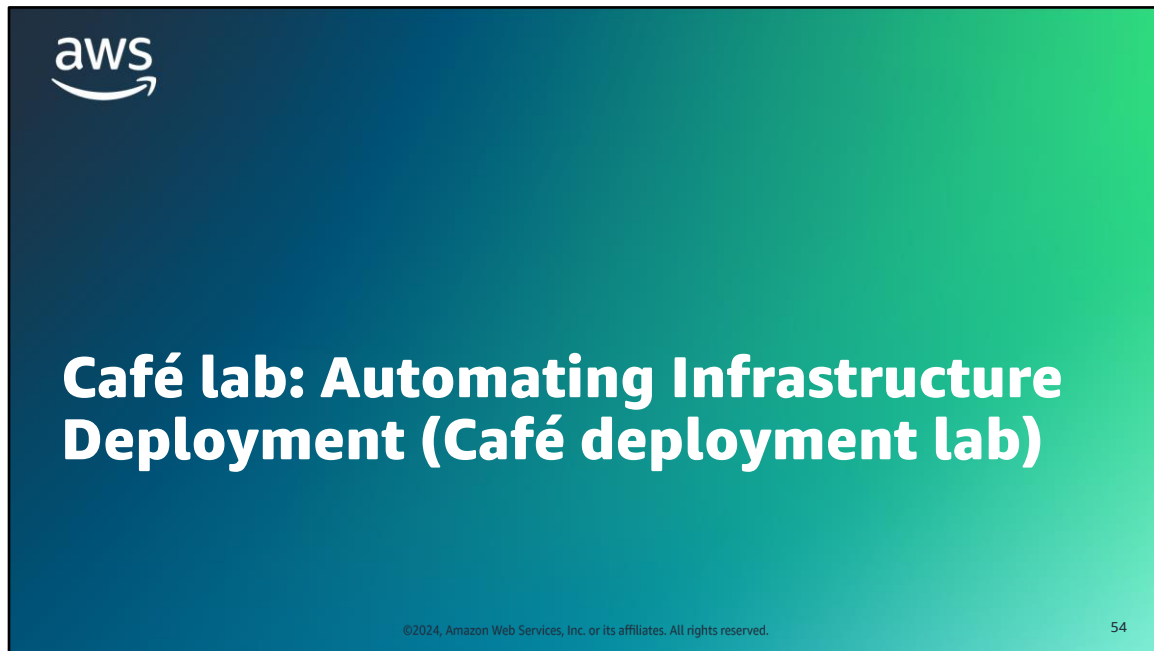 aws
Café lab: Automating Infrastructure
Deployment (Café deployment lab)
©2024, Amazon Web Services, Inc. or its affiliates. All rights reserved.
54